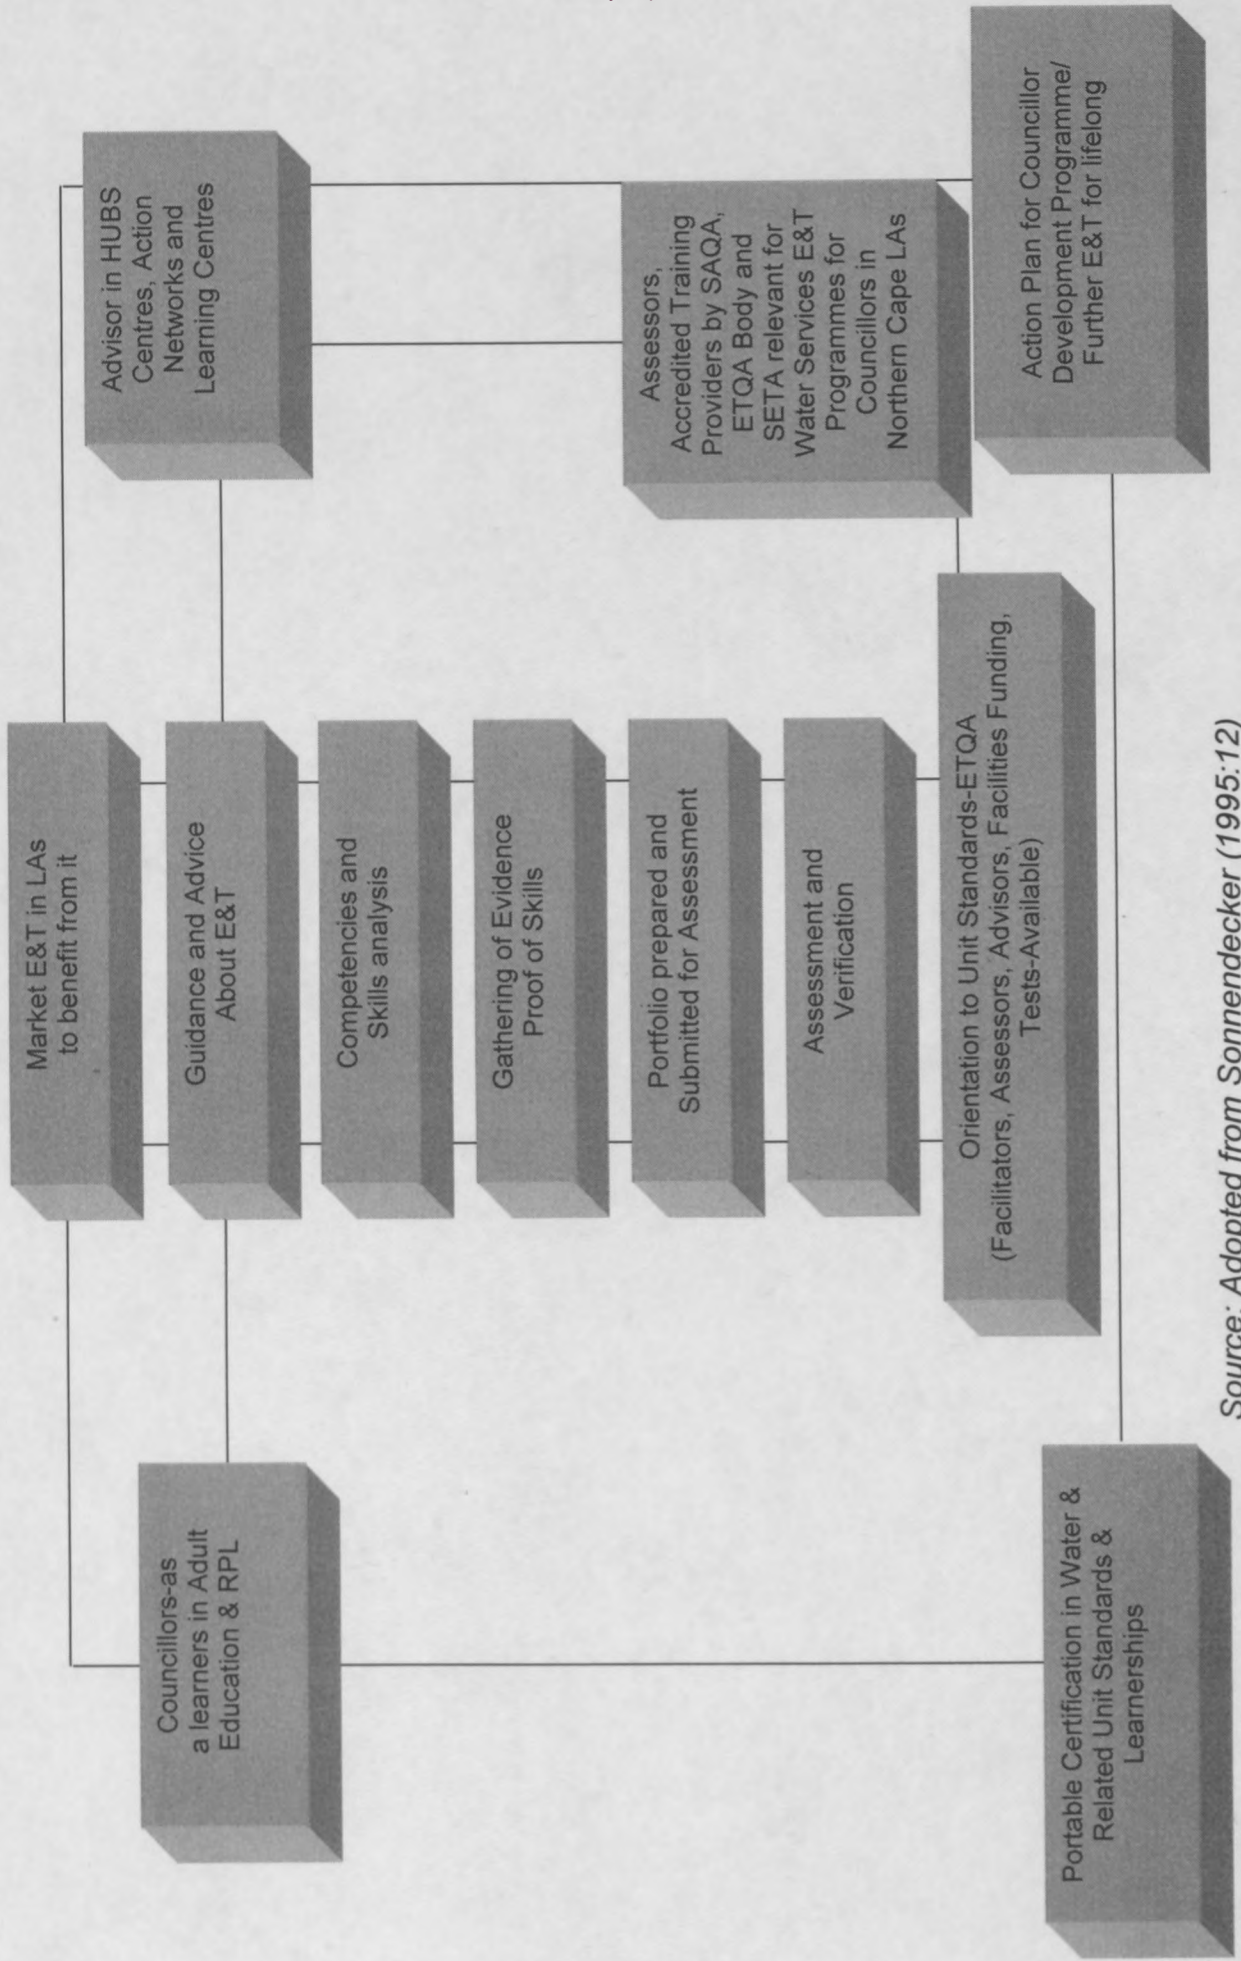 Market E&T in LAs
to benefit from it
Guidance and Advice
About E&T
Competencies and
Skills analysis
Gathering of Evidence
Proof of Skills
Portfolio prepared and
Submitted for Assessment
Assessment and
Verification
Orientation to Unit Standards-ETQA
(Facilitators, Assessors, Advisors, Facilities Funding,
Tests-Available)
Councillors-as
a learners in Adult
Education & RPL
Portable Certification in Water &
Related Unit Standards &
Learnerships
Advisor in HUBS
Centres, Action
Networks and
Learning Centres
Assessors,
Accredited Training
Providers by SAQA,
ETQA Body and
SETA relevant for
Water Services E&T
Programmes for
Councillors in
Northern Cape LAs
Action Plan for Councillor
Development Programme/
Further E&T for lifelong
Source: Adopted from Sonnendecker (1995:12)